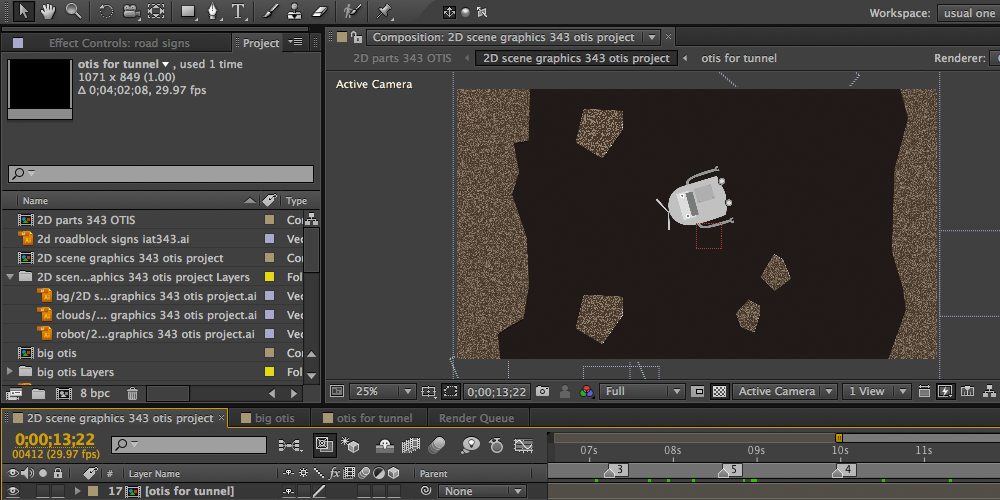 Workspace: usual one
Effect Controls: road signs Project
Composition: 2D scene graphics 343 otis project
otis for tunnel , used 1 time
1071 x 849 (1.00)
Δ 0;04;02;08, 29.97 fps
2D parts 343 OTIS 2D scene graphics 343 otis project otis for tunnel Renderer:
Active Camera
Name Type
2D parts 343 OTIS Co
2d roadblock signs iat343.ai Vec
2D scene graphics 343 otis project Co
2D scen...aphics 343 otis project Layers Fol
bg/2D s...graphics 343 otis project.ai Vec
clouds/... graphics 343 otis project.ai Vec
robot/2...graphics 343 otis project.ai Vec
big otis Co
big otis Layers Fol
8 bpc
25% 0;00;13;22 Full Active Camera 1 View
2D scene graphics 343 otis project big otis otis for tunnel Render Queue
0;00;13;22
00412 (29.97 fps)
07s 08s 09s 10s 11s
Layer Name Parent
3 5 4
17 [otis for tunnel] None